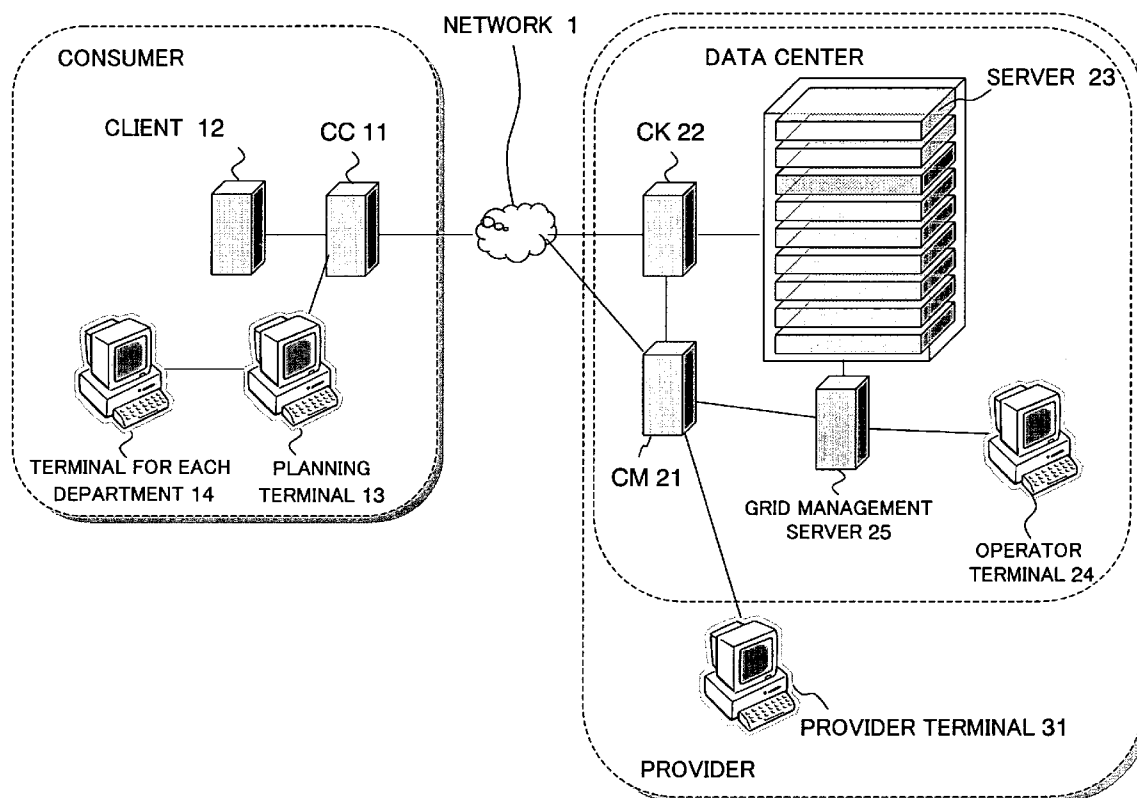 NETWORK 1
CONSUMER
DATA CENTER
SERVER 23
CLIENT 12
CC 11
CK 22
TERMINAL FOR EACH
DEPARTMENT 14
PLANNING
TERMINAL 13
CM 21
GRID MANAGEMENT
SERVER 25
OPERATOR
TERMINAL 24
PROVIDER TERMINAL 31
PROVIDER